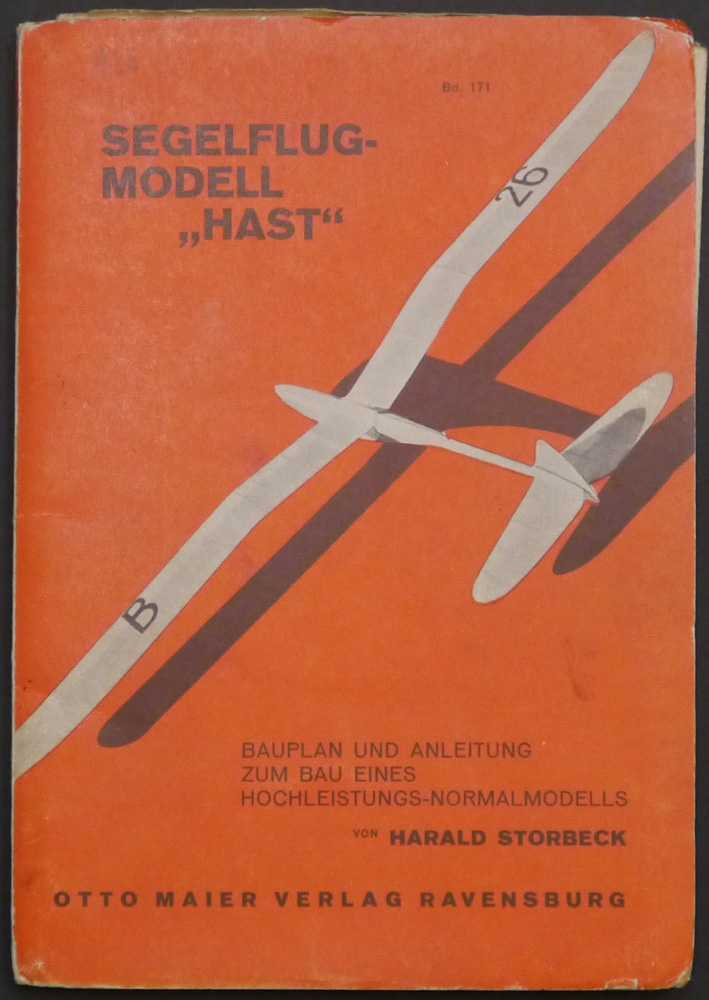 Bd. 171
SEGELFLUG-
MODELL
„HAST“
26
B
BAUPLAN UND ANLEITUNG
ZUM BAU EINES
HOCHLEISTUNGS-NORMALMODELLS
VON HARALD STORBECK
OTTO MAIER VERLAG RAVENSBURG